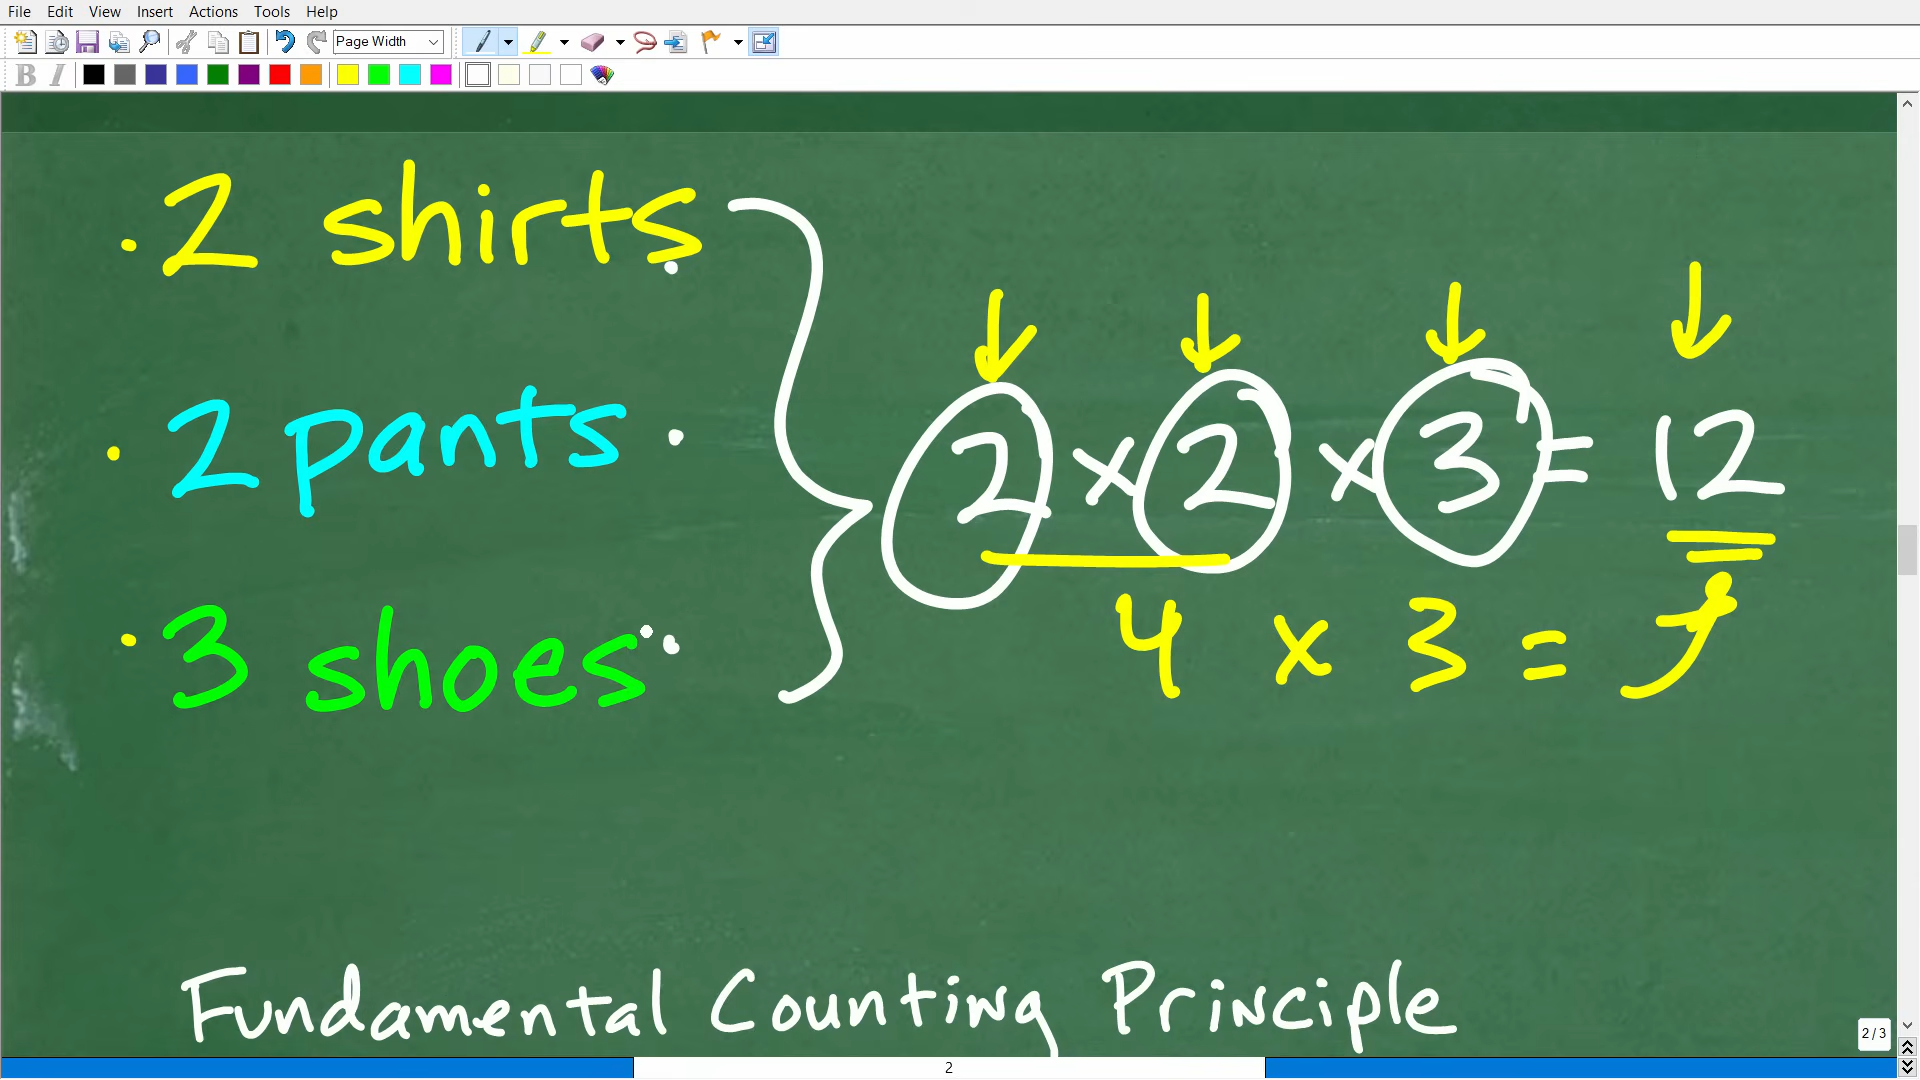 File Edit View Insert Actions Tools Help
Page Width
B I
2 shirts
2 pants
3 shoes
2 x 2 x 3 = 12
4 x 3 =
Fundamental Counting Principle
2/3
2